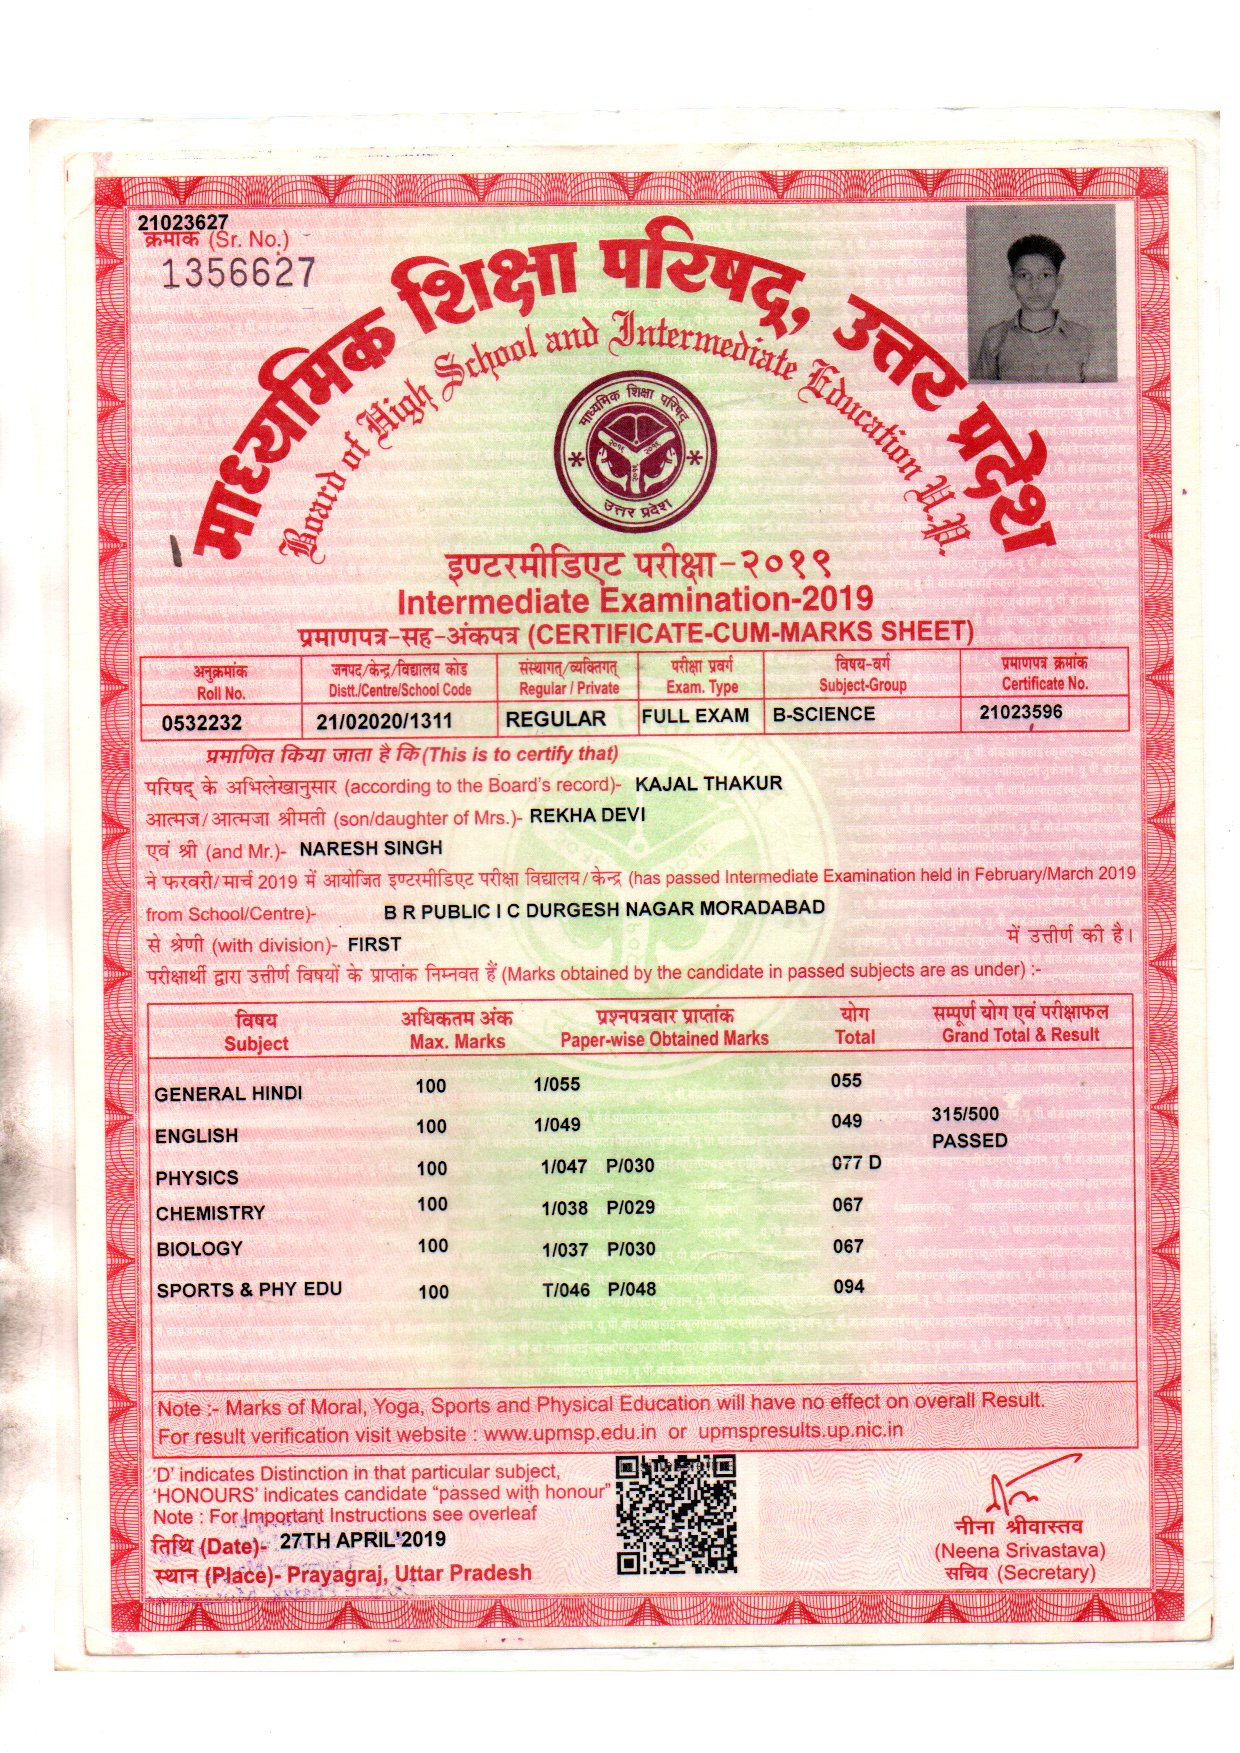 21023627
क्रमांक (Sr. No.)
1356627
माध्यमिक शिक्षा परिषद्, उत्तर प्रदेश
Board of High School and Intermediate Education U.P.
माध्यमिक शिक्षा परिषद्
उत्तर प्रदेश
इण्टरमीडिएट परीक्षा-२०१९
Intermediate Examination-2019
प्रमाणपत्र-सह-अंकपत्र (CERTIFICATE-CUM-MARKS SHEET)
अनुक्रमांक जनपद/केन्द्र/विद्यालय कोड संस्थागत्/व्यक्तिगत् परीक्षा प्रवर्ग विषय-वर्ग प्रमाणपत्र क्रमांक
Roll No. Distt./Centre/School Code Regular / Private Exam. Type Subject-Group Certificate No.
0532232 21/02020/1311 REGULAR FULL EXAM B-SCIENCE 21023596
प्रमाणित किया जाता है कि (This is to certify that)
परिषद् के अभिलेखानुसार (according to the Board's record)- KAJAL THAKUR
आत्मज/आत्मजा श्रीमती (son/daughter of Mrs.)- REKHA DEVI
एवं श्री (and Mr.)- NARESH SINGH
ने फरवरी/मार्च 2019 में आयोजित इण्टरमीडिएट परीक्षा विद्यालय/केन्द्र (has passed Intermediate Examination held in February/March 2019
from School/Centre)- B R PUBLIC I C DURGESH NAGAR MORADABAD
से श्रेणी (with division)- FIRST में उत्तीर्ण की है।
परीक्षार्थी द्वारा उत्तीर्ण विषयों के प्राप्तांक निम्नवत हैं (Marks obtained by the candidate in passed subjects are as under) :-
विषय अधिकतम अंक प्रश्नपत्रवार प्राप्तांक योग सम्पूर्ण योग एवं परीक्षाफल
Subject Max. Marks Paper-wise Obtained Marks Total Grand Total & Result
GENERAL HINDI 100 1/055 055
ENGLISH 100 1/049 049 315/500
PASSED
PHYSICS 100 1/047 P/030 077 D
CHEMISTRY 100 1/038 P/029 067
BIOLOGY 100 1/037 P/030 067
SPORTS & PHY EDU 100 T/046 P/048 094
Note :- Marks of Moral, Yoga, Sports and Physical Education will have no effect on overall Result.
For result verification visit website : www.upmsp.edu.in or upmspresults.up.nic.in
'D' indicates Distinction in that particular subject,
'HONOURS' indicates candidate "passed with honour"
Note : For Important Instructions see overleaf
तिथि (Date)- 27TH APRIL'2019
स्थान (Place)- Prayagraj, Uttar Pradesh
नीना श्रीवास्तव
(Neena Srivastava)
सचिव (Secretary)